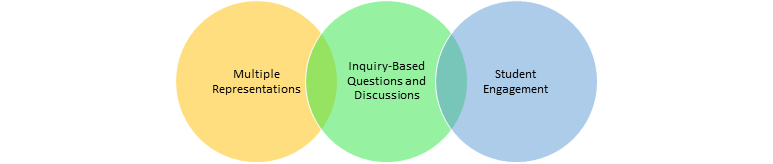 Multiple
Representations
Inquiry-Based
Questions and
Discussions
Student
Engagement